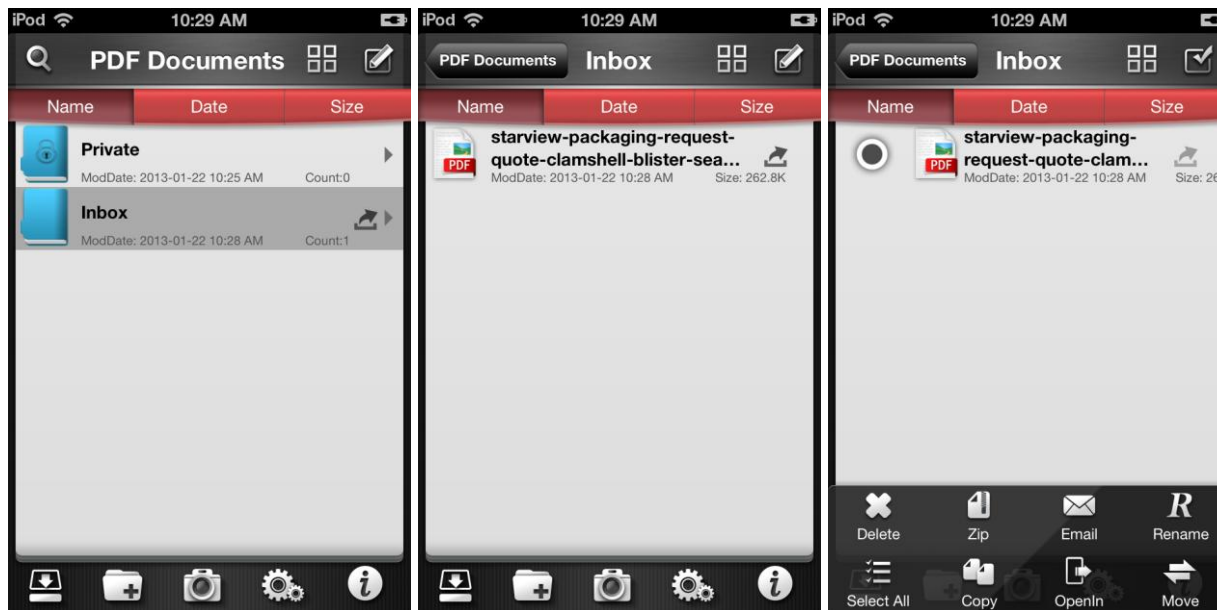 iPod 10:29 AM
PDF Documents
Name Date Size
Private
ModDate: 2013-01-22 10:25 AM Count:0
Inbox
ModDate: 2013-01-22 10:28 AM Count:1
iPod 10:29 AM
PDF Documents Inbox
Name Date Size
starview-packaging-request-
quote-clamshell-blister-sea...
PDF
ModDate: 2013-01-22 10:28 AM Size: 262.8K
iPod 10:29 AM
PDF Documents Inbox
Name Date Size
starview-packaging-
request-quote-clam...
PDF
ModDate: 2013-01-22 10:28 AM Size: 26
Delete Zip Email Rename
Select All Copy OpenIn Move